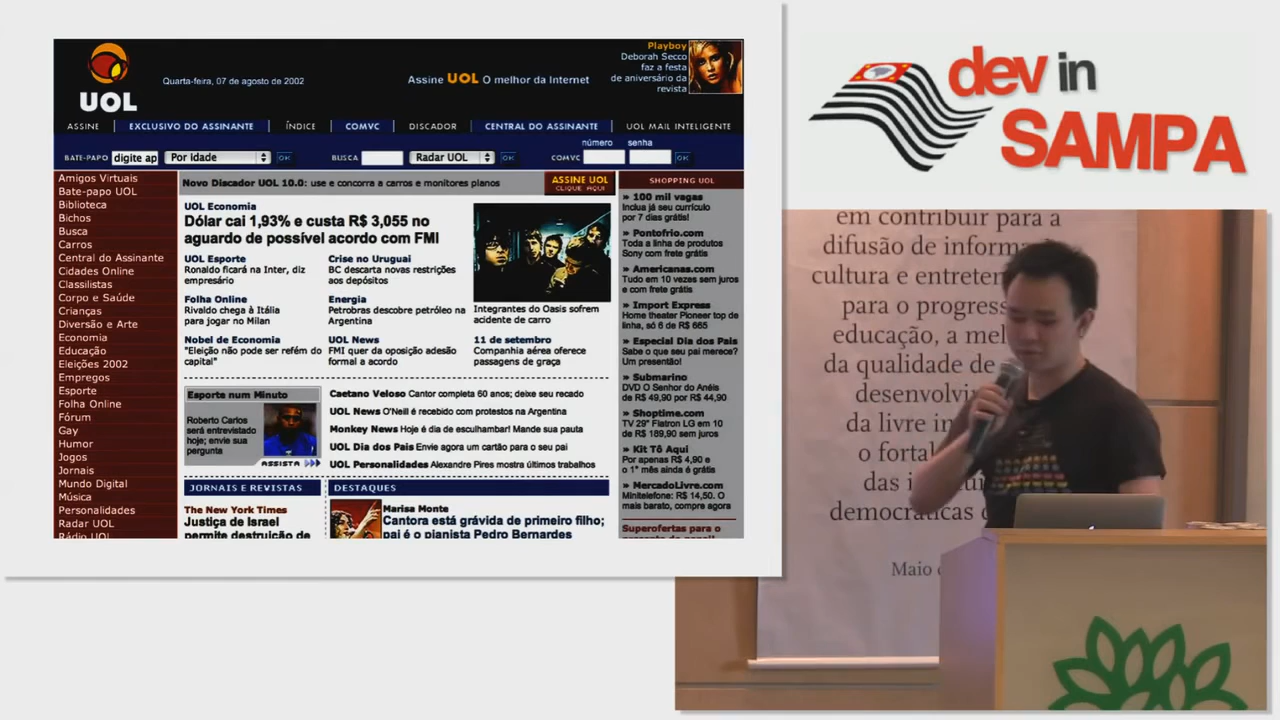 UOL
Quarta-feira, 07 de agosto de 2002
Assine UOL O melhor da Internet
Playboy
Deborah Secco
faz a festa
de aniversário da
revista
ASSINE
EXCLUSIVO DO ASSINANTE
ÍNDICE
COMVC
DISCADOR
CENTRAL DO ASSINANTE
UOL MAIL INTELIGENTE
número
senha
BATE-PAPO
digite ap
Por Idade
OK
BUSCA
Radar UOL
OK
COMVC
OK
Amigos Virtuais
Bate-papo UOL
Biblioteca
Bichos
Busca
Carros
Central do Assinante
Cidades Online
Classilistas
Corpo e Saúde
Crianças
Diversão e Arte
Economia
Educação
Eleições 2002
Empregos
Esporte
Folha Online
Fórum
Gay
Humor
Jogos
Jornais
Mundo Digital
Música
Personalidades
Radar UOL
Rádio UOL
Novo Discador UOL 10.0: use e concorra a carros e monitores planos
ASSINE UOL
CLIQUE AQUI
UOL Economia
Dólar cai 1,93% e custa R$ 3,055 no
aguardo de possível acordo com FMI
UOL Esporte
Ronaldo ficará na Inter, diz
empresário
Crise no Uruguai
BC descarta novas restrições
aos depósitos
Folha Online
Rivaldo chega à Itália
para jogar no Milan
Energia
Petrobras descobre petróleo na
Argentina
Nobel de Economia
"Eleição não pode ser refém do
capital"
UOL News
FMI quer da oposição adesão
formal a acordo
Integrantes do Oasis sofrem
acidente de carro
11 de setembro
Companhia aérea oferece
passagens de graça
Esporte num Minuto
Roberto Carlos
será entrevistado
hoje; envie sua
pergunta
ASSISTA
Caetano Veloso Cantor completa 60 anos; deixe seu recado
UOL News O'Neil é recebido com protestos na Argentina
Monkey News Hoje é dia de esculhambar! Mande sua pauta
UOL Dia dos Pais Envie agora um cartão para o seu pai
UOL Personalidades Alexandre Pires mostra últimos trabalhos
JORNAIS E REVISTAS
The New York Times
Justiça de Israel
permite destruição de
DESTAQUES
Marisa Monte
Cantora está grávida de primeiro filho;
pai é o pianista Pedro Bernardes
SHOPPING UOL
» 100 mil vagas
Inclua já seu currículo
por 7 dias grátis!
» Pontofrio.com
Toda a linha de produtos
Sony com frete grátis
» Americanas.com
Tudo em 10 vezes sem juros
e com frete grátis
» Import Express
Home theater Pioneer top de
linha, só 6 de R$ 665
» Especial Dia dos Pais
Sabe o que seu pai merece?
Um presentão!
» Submarino
DVD O Senhor do Anéis
de R$ 49,90 por R$ 44,90
» Shoptime.com
TV 29" Flatron LG em 10
de R$ 189,90 sem juros
» Kit Tô Aqui
Por apenas R$ 4,90 e
o 1° mês ainda é grátis
» MercadoLivre.com
Minitelefone: R$ 14,50. O
mais barato, compre agora
Superofertas para o
dev in
SAMPA
em contribuir para a
difusão de informa
cultura e entreten
para o progress
educação, a mel
da qualidade de
desenvolvi
da livre in
o fortal
das i
democráticas
Maio d